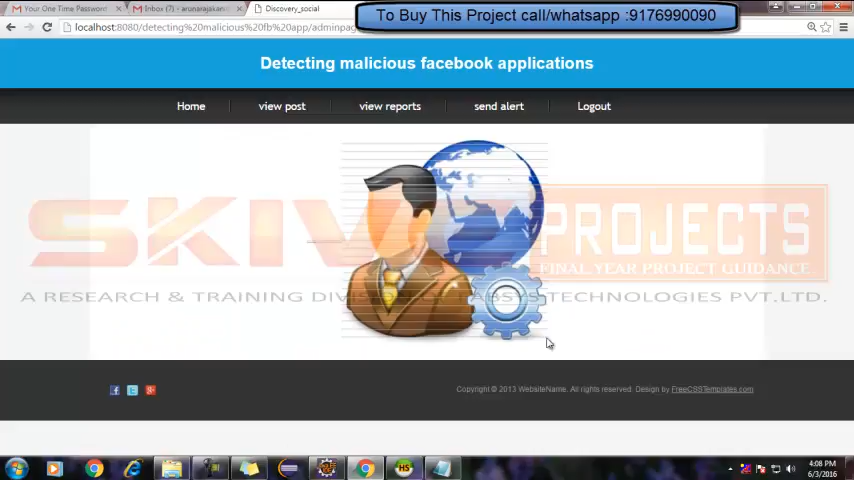 Your One Time Password
Inbox (7) - arunarajakani
Discovery_social
To Buy This Project call/whatsapp :9176990090
localhost:8080/detecting%20malicious%20fb%20app/adminpag
Detecting malicious facebook applications
Home
view post
view reports
send alert
Logout
PROJECTS
FINAL YEAR PROJECT GUIDANCE
TECHNOLOGIES PVT.LTD.
A RESEARCH & TRAINING
Copyright © 2013 WebsiteName. All rights reserved. Design by FreeCSSTemplates.com
HS
4:08 PM
6/3/2016